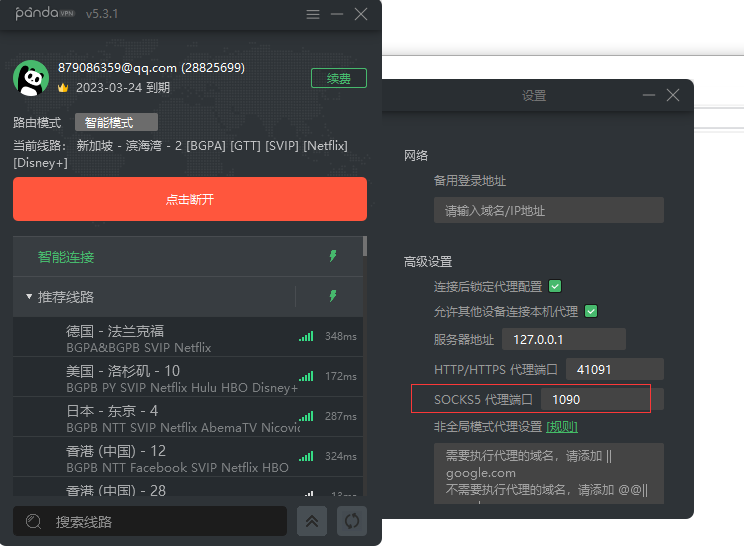 panda VPN v5.3.1
879086359@qq.com (28825699)
续费
2023-03-24 到期
路由模式 智能模式
当前线路: 新加坡 - 滨海湾 - 2 [BGPA] [GTT] [SVIP] [Netflix]
[Disney+]
点击断开
智能连接
推荐线路
德国 - 法兰克福
348ms
BGPA&BGPB SVIP Netflix
美国 - 洛杉矶 - 10
172ms
BGPB PY SVIP Netflix Hulu HBO Disney+
日本 - 东京 - 4
287ms
BGPB NTT SVIP Netflix AbemaTV Nicovic
香港 (中国) - 12
324ms
BGPB NTT Facebook SVIP Netflix HBO
香港 (中国) - 28
搜索线路
设置
网络
备用登录地址
请输入域名/IP地址
高级设置
连接后锁定代理配置
允许其他设备连接本机代理
服务器地址 127.0.0.1
HTTP/HTTPS 代理端口 41091
SOCKS5 代理端口 1090
非全局模式代理设置 [规则]
需要执行代理的域名，请添加 ||
google.com
不需要执行代理的域名，请添加 @@||